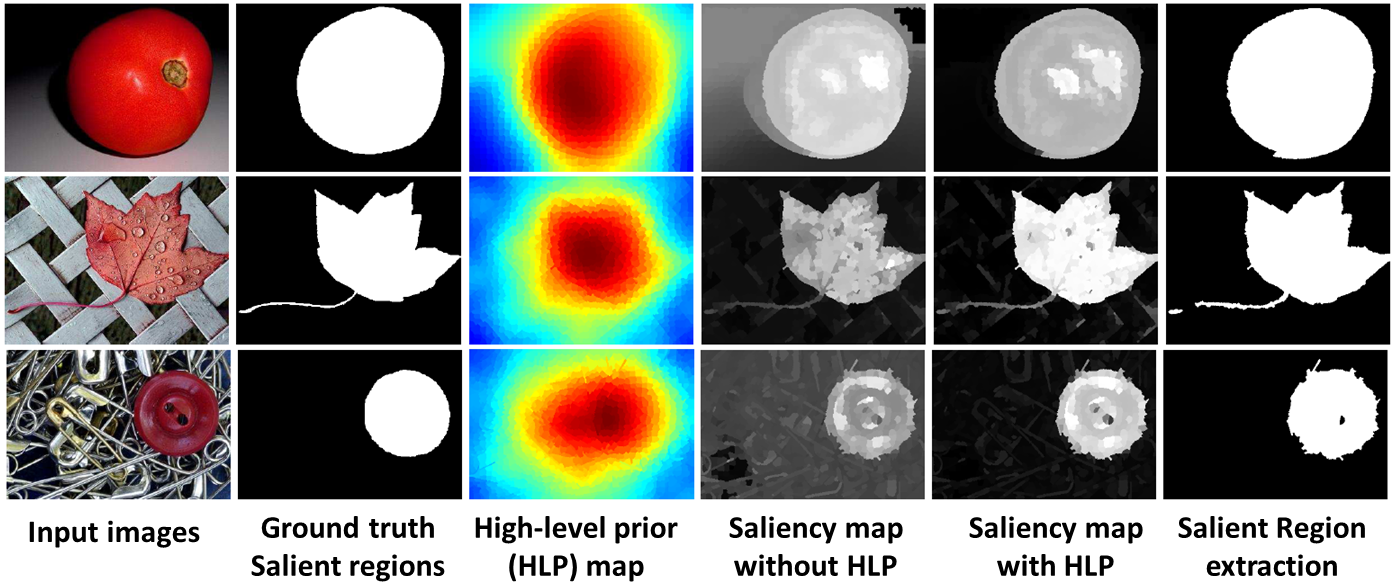 Input images
Ground truth
Salient regions
High-level prior
(HLP) map
Saliency map
without HLP
Saliency map
with HLP
Salient Region
extraction